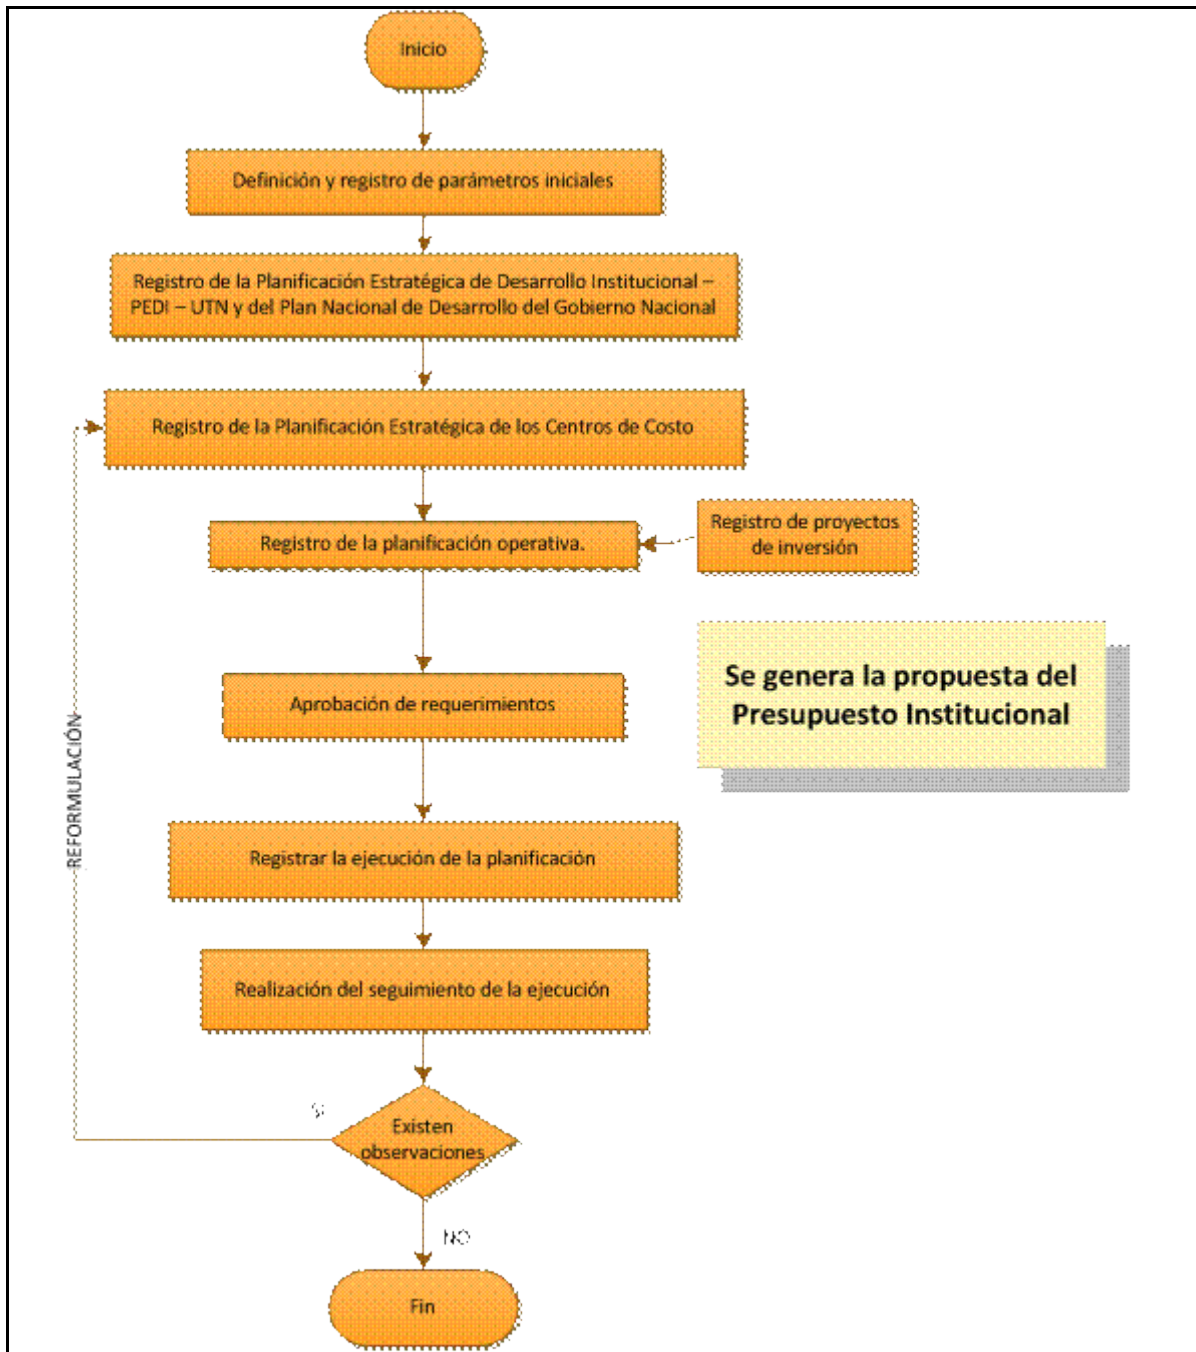 Inicio
Definición y registro de parámetros iniciales
Registro de la Planificación Estratégica de Desarrollo Institucional –
PEDI – UTN y del Plan Nacional de Desarrollo del Gobierno Nacional
Registro de la Planificación Estratégica de los Centros de Costo
Registro de la planificación operativa.
Registro de proyectos
de inversión
Se genera la propuesta del
Presupuesto Institucional
Aprobación de requerimientos
REFORMULACIÓN
Registrar la ejecución de la planificación
Realización del seguimiento de la ejecución
SI
Existen
observaciones
NO
Fin